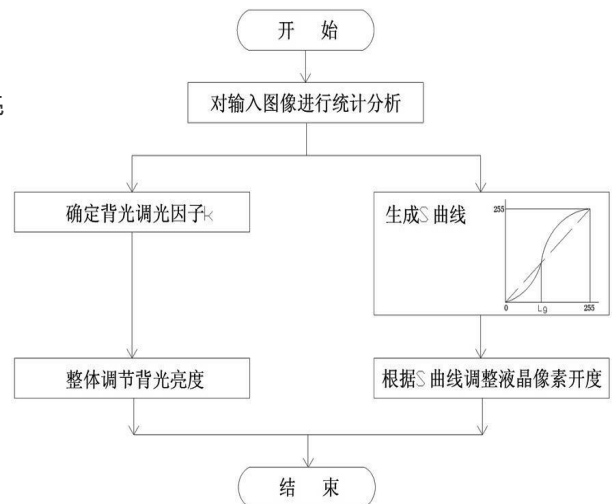 开 始
对输入图像进行统计分析
确定背光调光因子k
生成S曲线
255
0
Lg
255
整体调节背光亮度
根据S曲线调整液晶像素开度
结 束